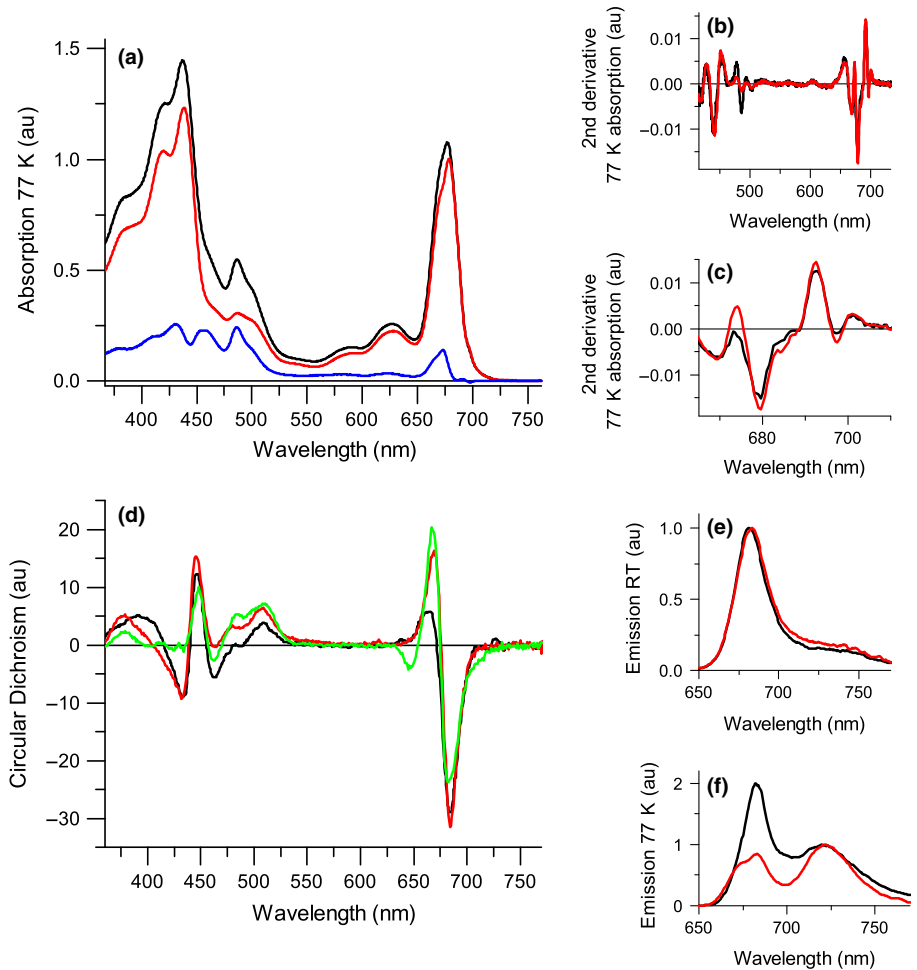 (a)
Absorption 77 K (au)
1.5
1.0
0.5
0.0
400 450 500 550 600 650 700 750
Wavelength (nm)
(b)
2nd derivative
77 K absorption (au)
0.01
0.00
−0.01
500 600 700
Wavelength (nm)
(c)
2nd derivative
77 K absorption (au)
0.01
0.00
−0.01
680 700
Wavelength (nm)
(d)
Circular Dichroism (au)
20
10
0
−10
−20
−30
400 450 500 550 600 650 700 750
Wavelength (nm)
(e)
Emission RT (au)
1.0
0.5
0.0
650 700 750
Wavelength (nm)
(f)
Emission 77 K (au)
2
1
0
650 700 750
Wavelength (nm)